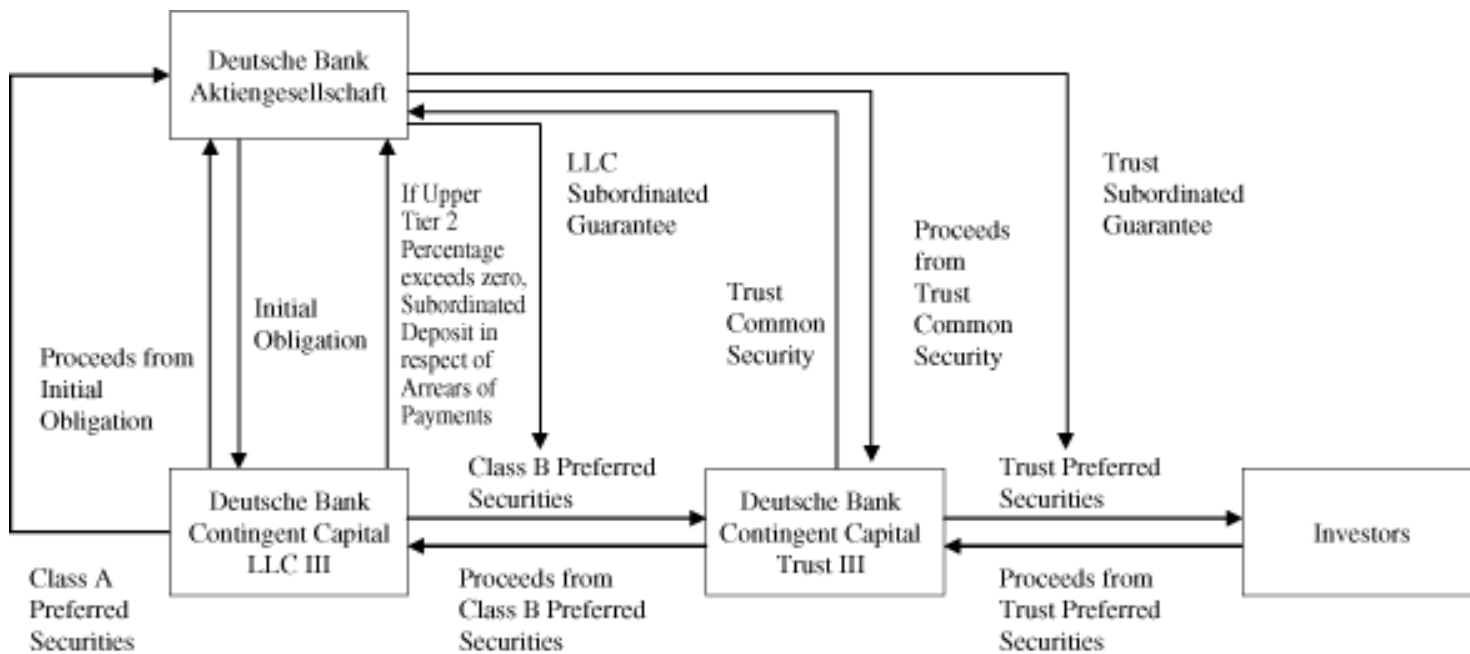 Deutsche Bank
Aktiengesellschaft
LLC
Subordinated
Guarantee
Trust
Subordinated
Guarantee
If Upper
Tier 2
Percentage
exceeds zero,
Subordinated
Deposit in
respect of
Arrears of
Payments
Proceeds
from
Trust
Common
Security
Trust
Common
Security
Initial
Obligation
Proceeds from
Initial
Obligation
Class B Preferred
Securities
Trust Preferred
Securities
Deutsche Bank
Contingent Capital
LLC III
Deutsche Bank
Contingent Capital
Trust III
Investors
Class A
Preferred
Securities
Proceeds from
Class B Preferred
Securities
Proceeds from
Trust Preferred
Securities